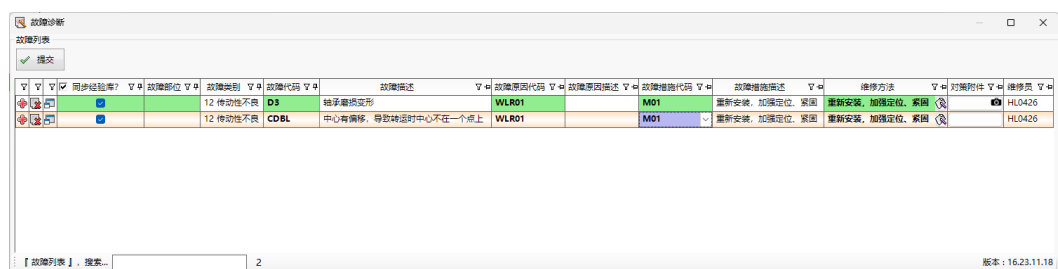 故障诊断
故障列表
提交
同步经验库? 故障部位 故障类别 故障代码 故障描述 故障原因代码 故障原因描述 故障措施代码 故障措施描述 维修方法 对策附件 维修员
12 传动性不良 D3 轴承磨损变形 WLR01 M01 重新安装，加强定位、紧固 重新安装，加强定位、紧固 HL0426
12 传动性不良 CDBL 中心有偏移，导致转运时中心不在一个点上 WLR01 M01 重新安装，加强定位、紧固 重新安装，加强定位、紧固 HL0426
『 故障列表 』. 搜索... 2 版本 : 16.23.11.18